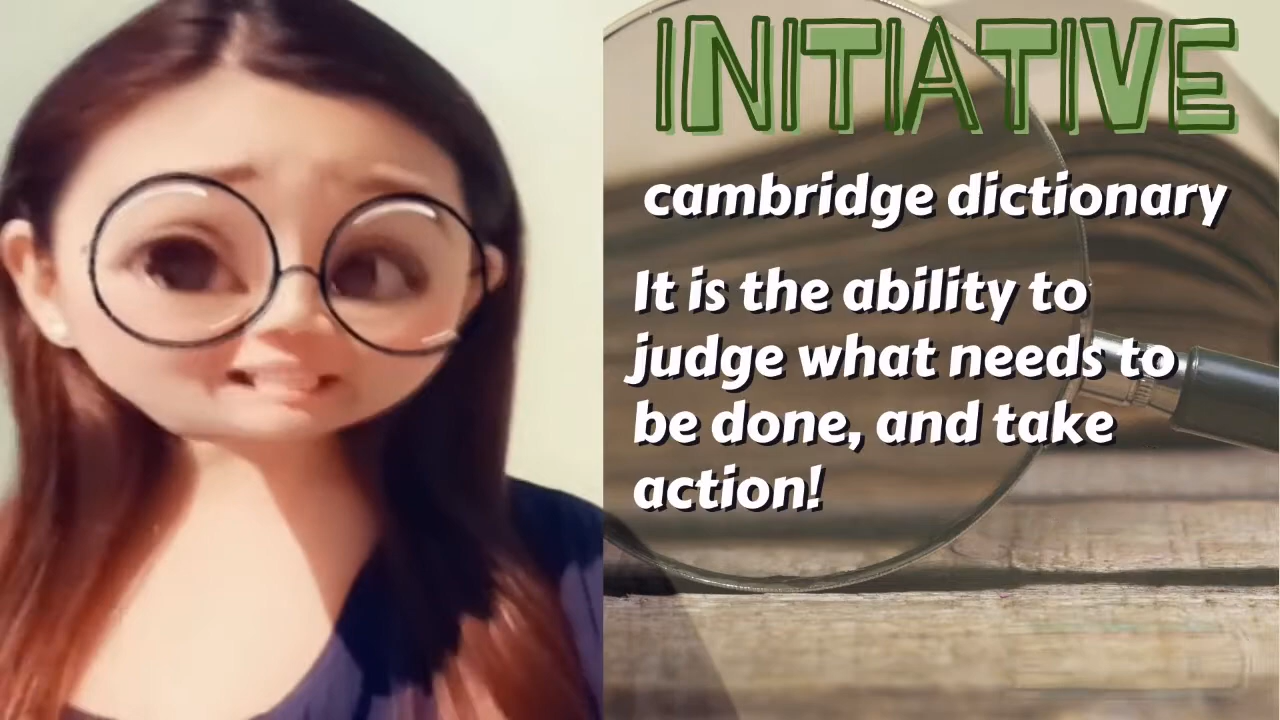 INITIATIVE
cambridge dictionary
It is the ability to
judge what needs to
be done, and take
action!